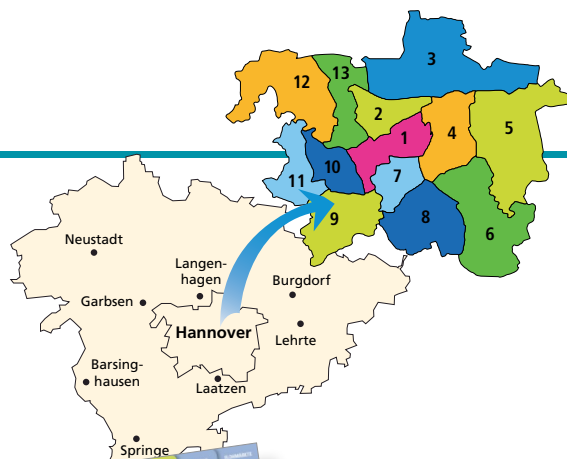 3
13
12
2
1
4
5
10
7
11
9
8
6
Neustadt
Langen-
hagen
Burgdorf
Garbsen
Hannover
Lehrte
Barsing-
hausen
Laatzen
Springe